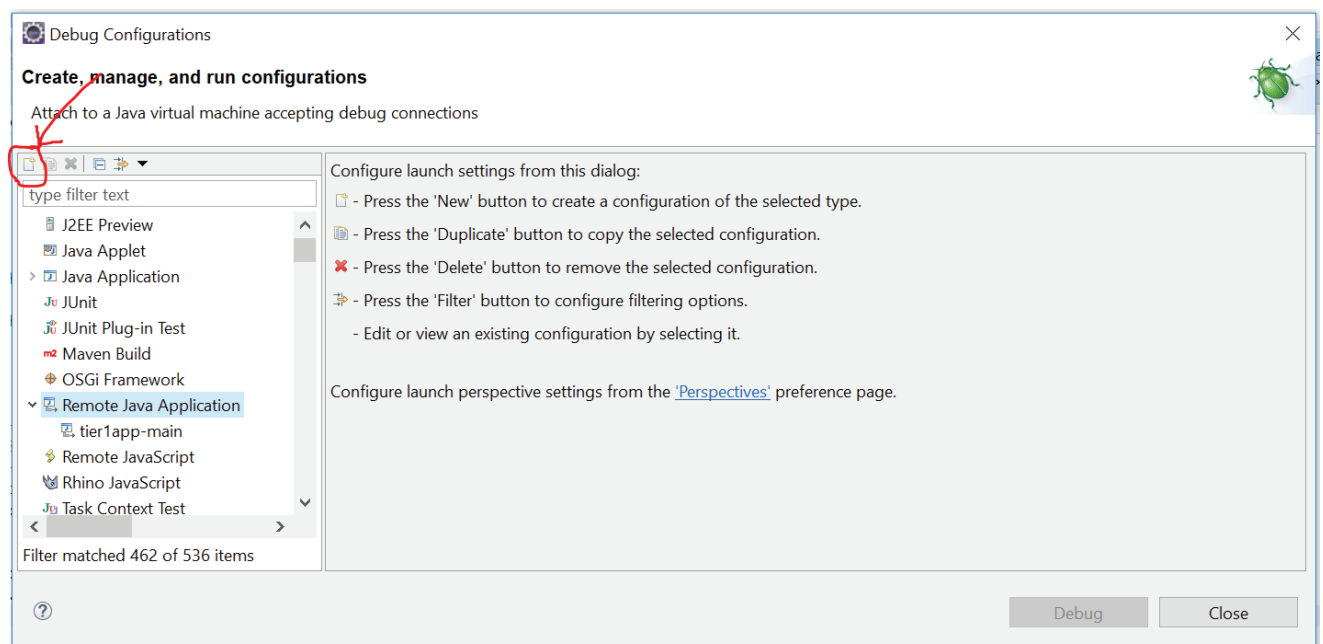 Debug Configurations
Create, manage, and run configurations
Attach to a Java virtual machine accepting debug connections
type filter text
J2EE Preview
Java Applet
Java Application
Ju JUnit
JUnit Plug-in Test
m2 Maven Build
OSGi Framework
Remote Java Application
tier1app-main
Remote JavaScript
Rhino JavaScript
Ju Task Context Test
Filter matched 462 of 536 items
Configure launch settings from this dialog:
- Press the 'New' button to create a configuration of the selected type.
- Press the 'Duplicate' button to copy the selected configuration.
- Press the 'Delete' button to remove the selected configuration.
- Press the 'Filter' button to configure filtering options.
- Edit or view an existing configuration by selecting it.
Configure launch perspective settings from the 'Perspectives' preference page.
Debug
Close